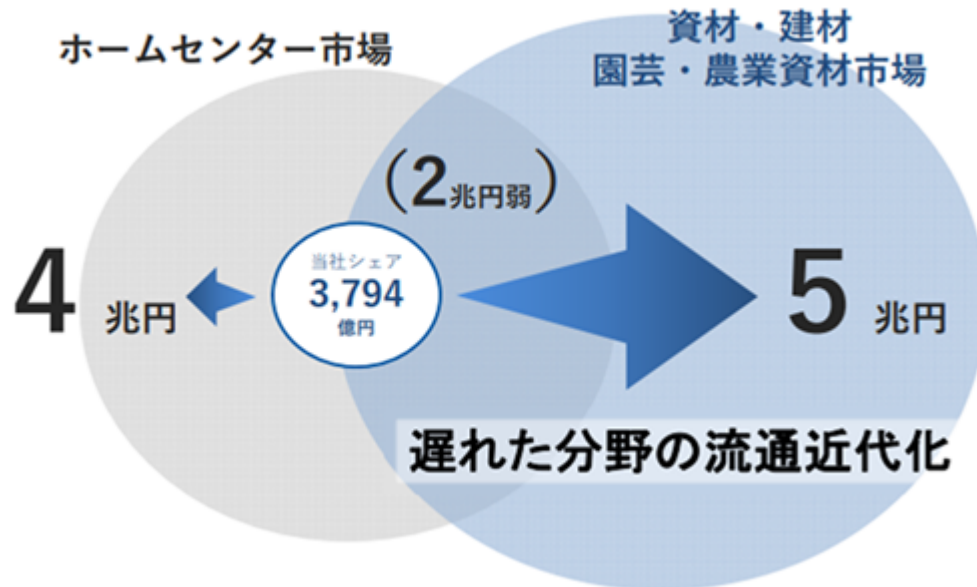 ホームセンター市場
資材・建材
園芸・農業資材市場
（2兆円弱）
4 兆円
当社シェア
3,794
億円
5 兆円
遅れた分野の流通近代化